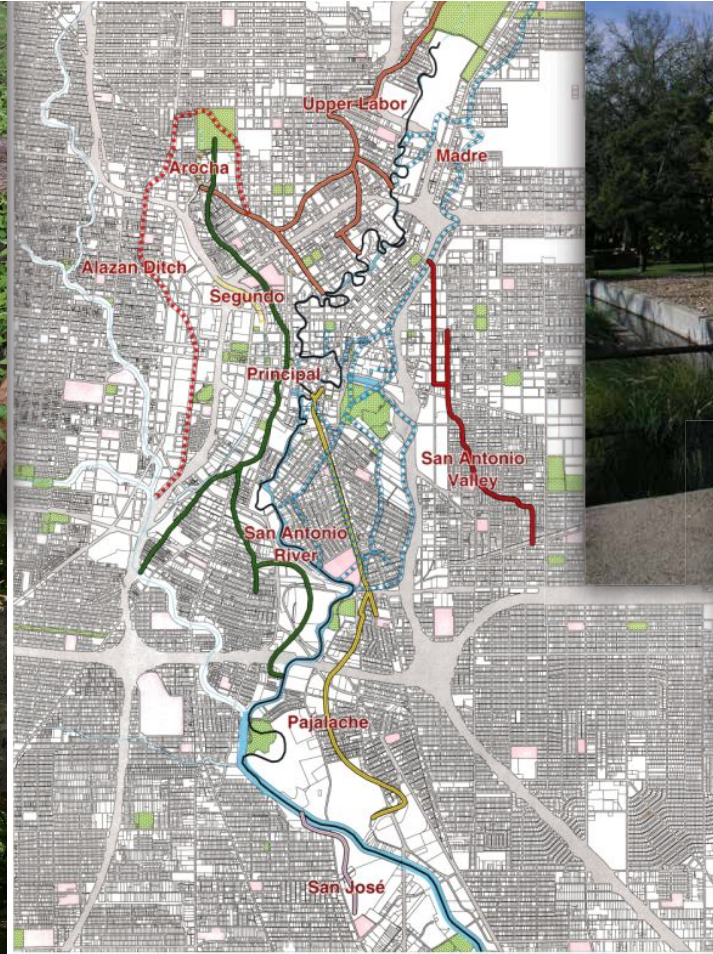 Upper Labor
Madre
Arocha
Alazan Ditch
Segundo
Principal
San Antonio
Valley
San Antonio
River
Pajalache
San José